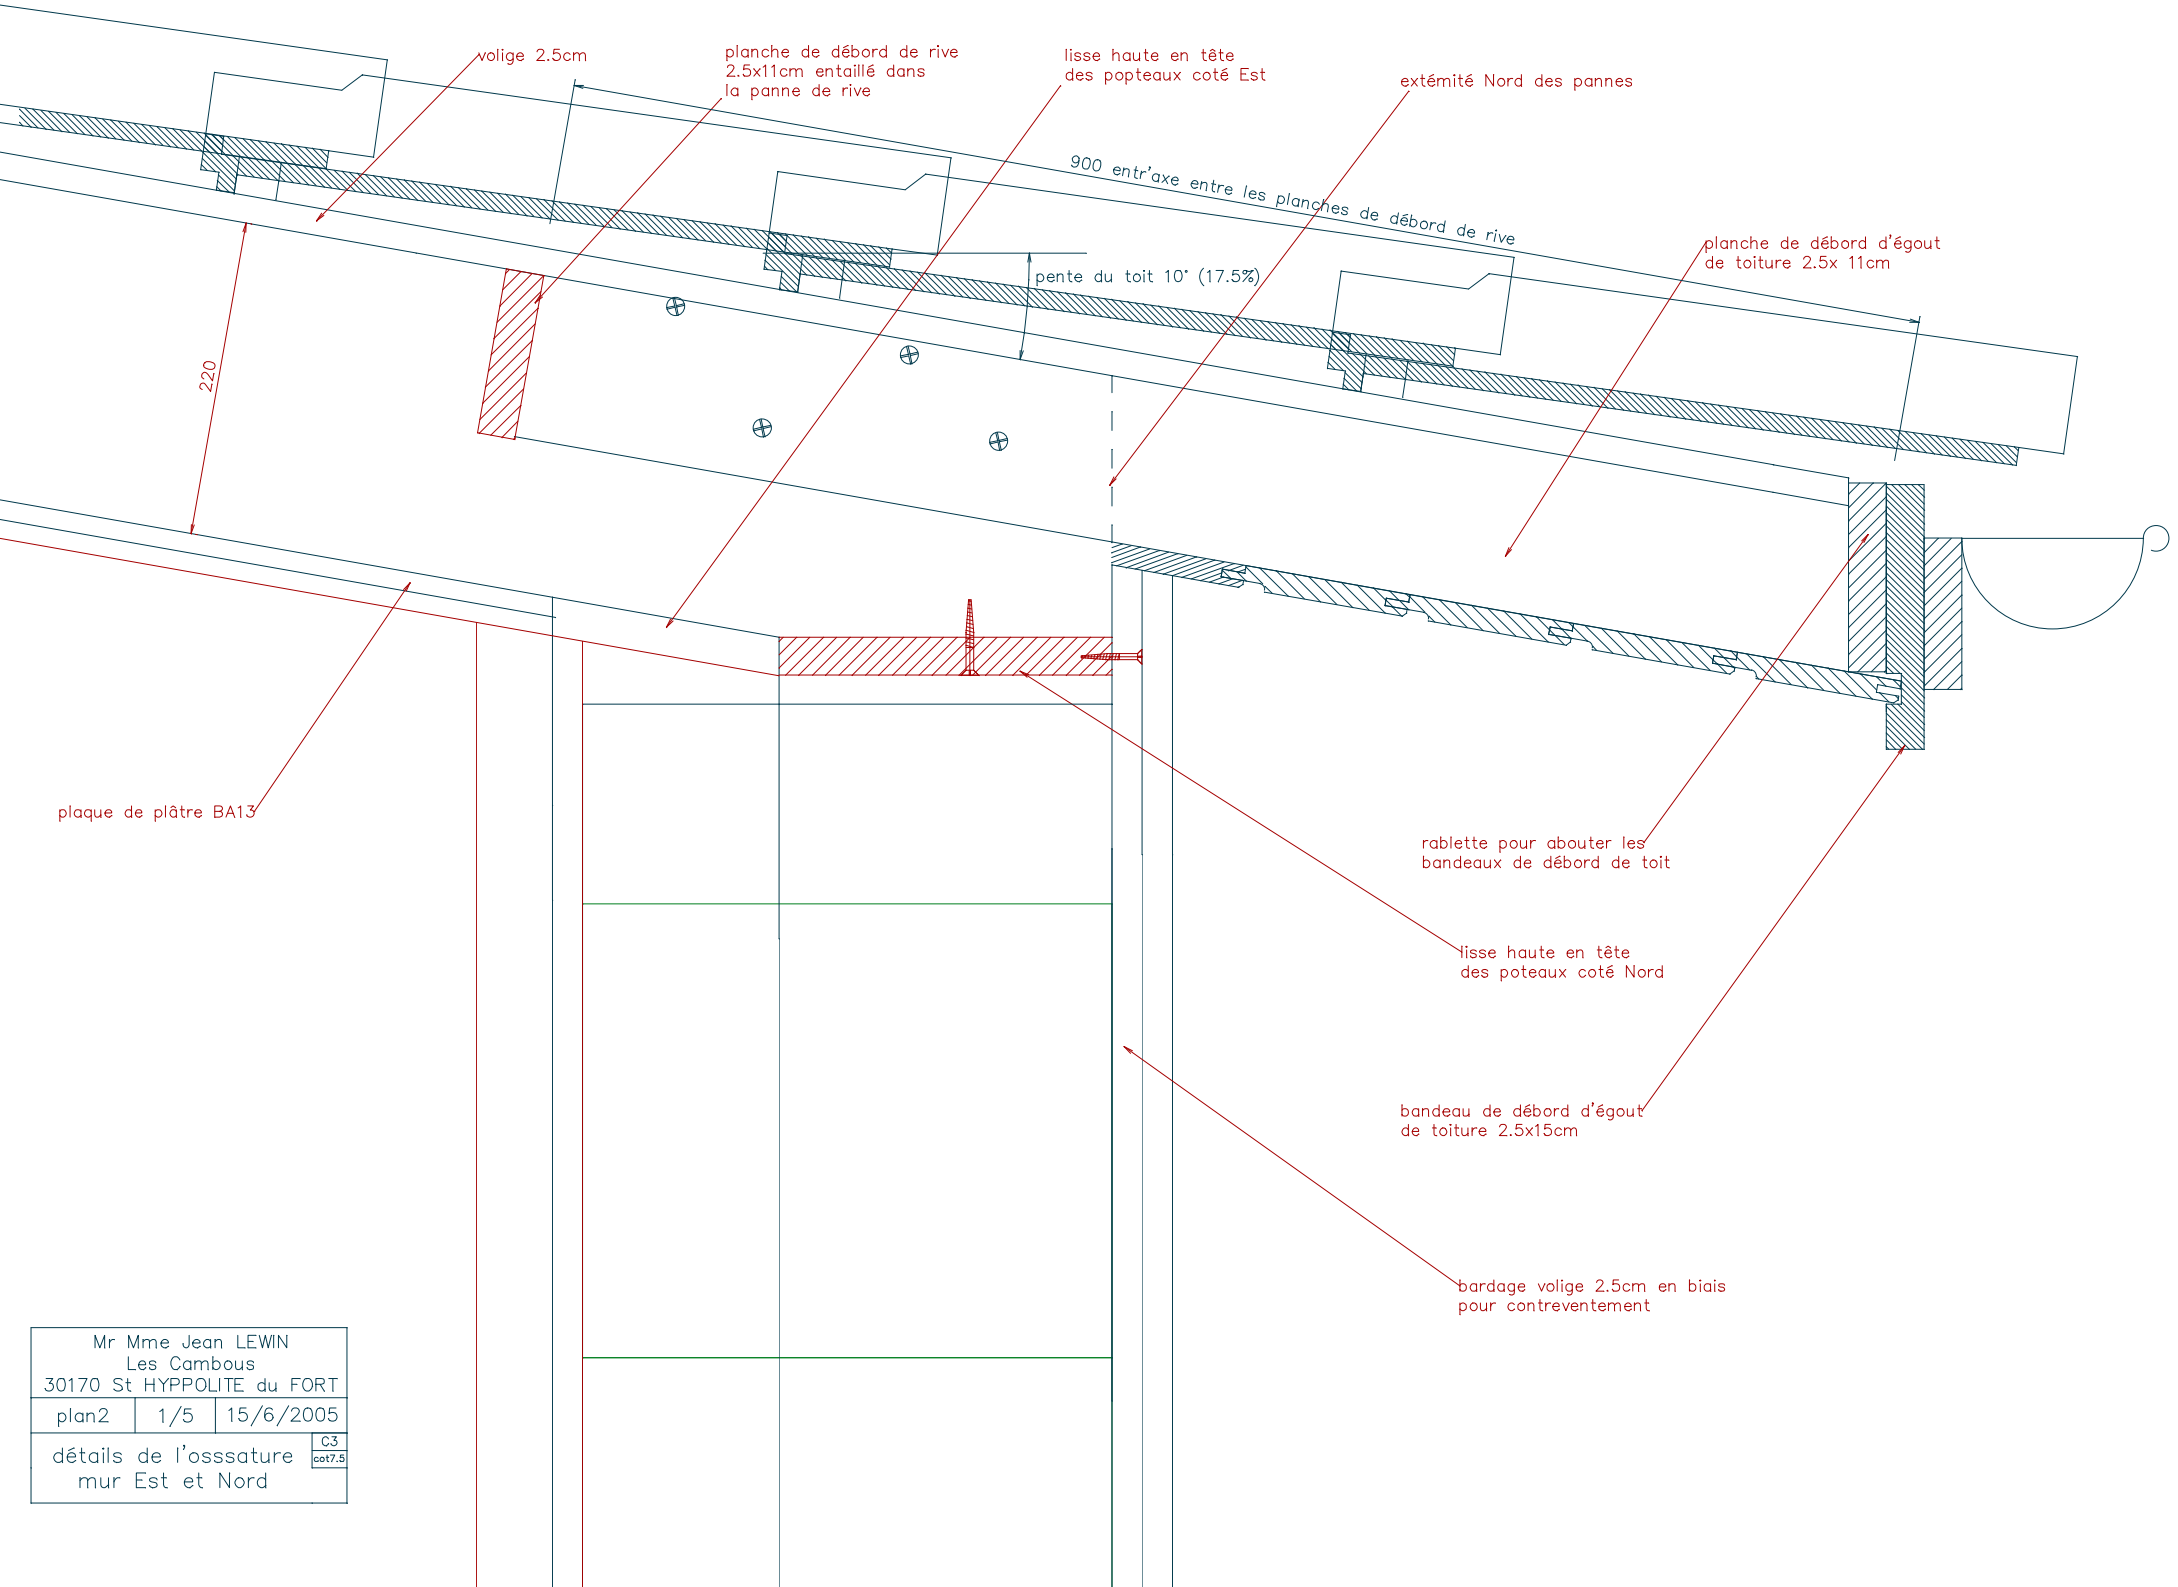 volige 2.5cm
planche de débord de rive
2.5x11cm entaillé dans
la panne de rive
lisse haute en tête
des popteaux coté Est
extémité Nord des pannes
900 entr'axe entre les planches de débord de rive
planche de débord d'égout
de toiture 2.5x 11cm
pente du toit 10° (17.5%)
220
plaque de plâtre BA13
rablette pour abouter les
bandeaux de débord de toit
lisse haute en tête
des poteaux coté Nord
bandeau de débord d'égout
de toiture 2.5x15cm
bardage volige 2.5cm en biais
pour contreventement
Mr Mme Jean LEWIN
Les Cambous
30170 St HYPPOLITE du FORT
plan2 1/5 15/6/2005
C3
cot7.5
détails de l'osssature
mur Est et Nord